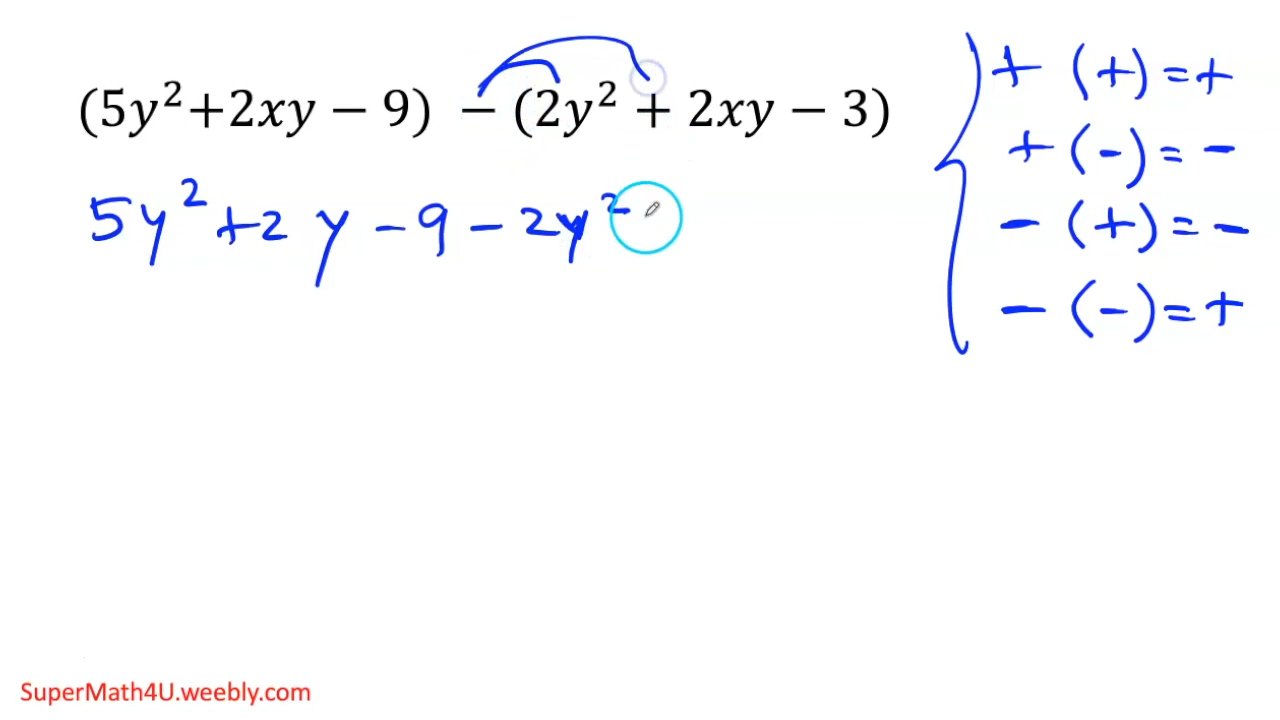 (5y²+2xy − 9) − (2y² + 2xy − 3)
5y² +2 y − 9 − 2y²
+ (+) = +
+ (-) = -
- (+) = -
- (-) = +
SuperMath4U.weebly.com